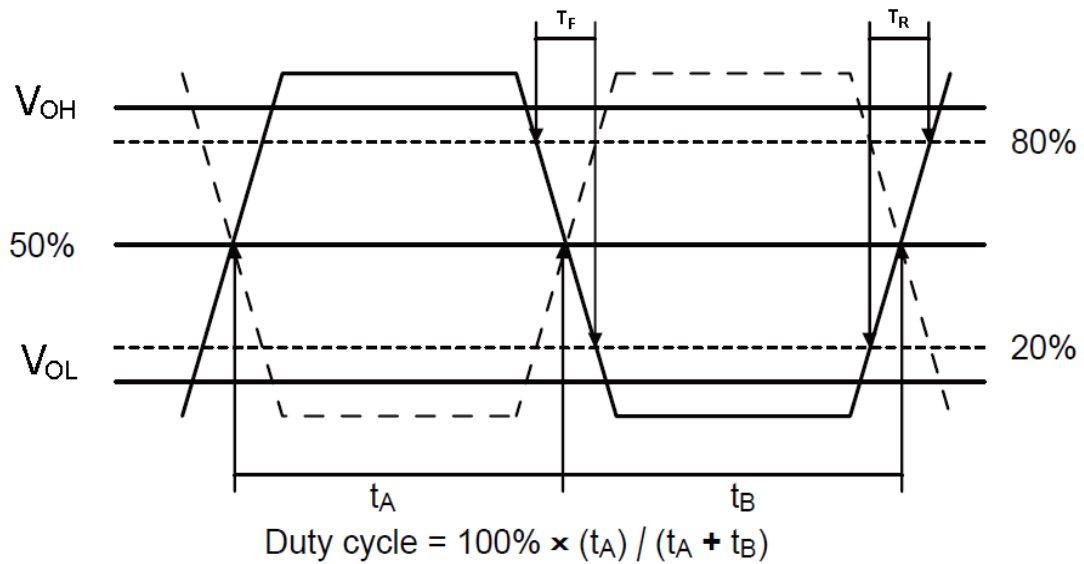 TF
TR
VOH
80%
50%
20%
VOL
tA
tB
Duty cycle = 100% × (tA) / (tA + tB)